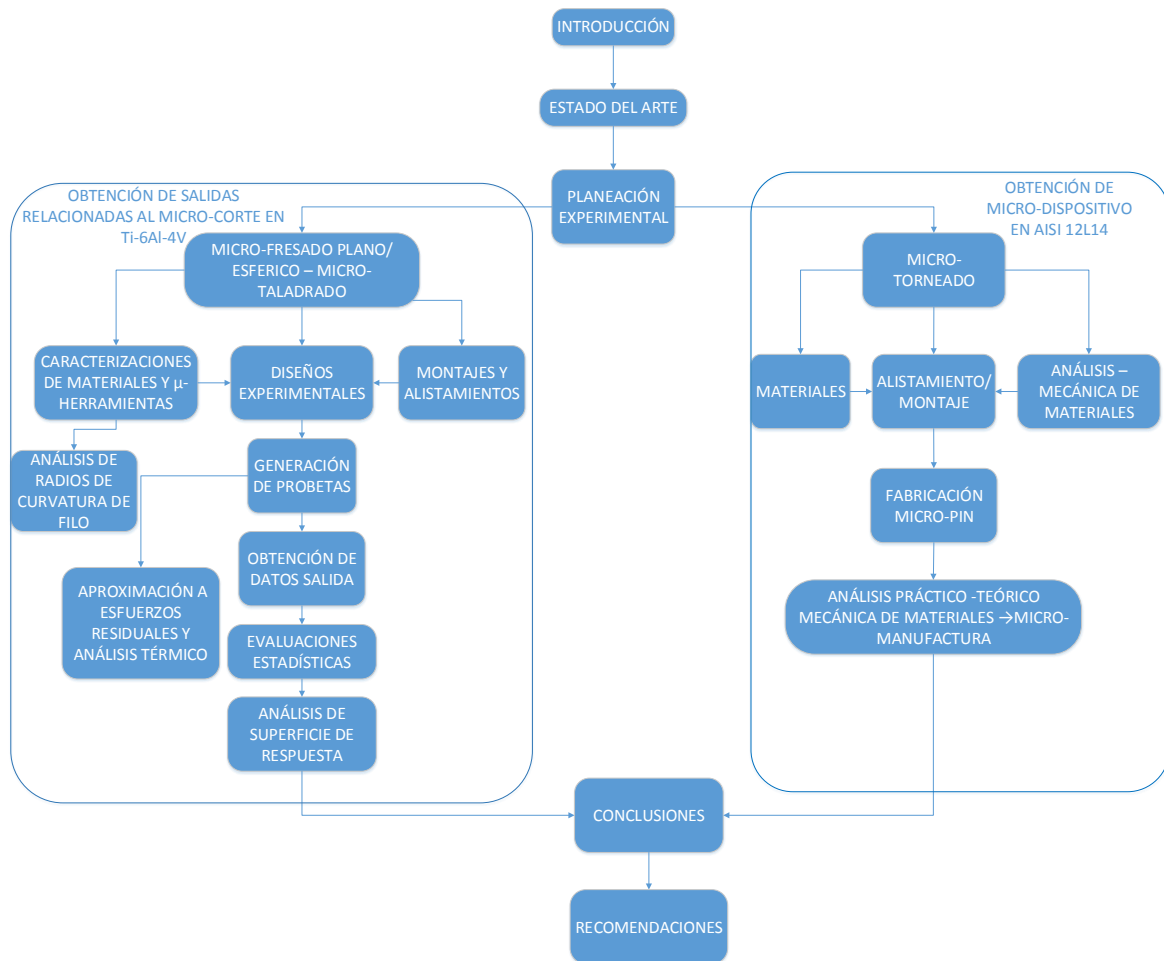 INTRODUCCIÓN
ESTADO DEL ARTE
PLANEACIÓN
EXPERIMENTAL
OBTENCIÓN DE SALIDAS
RELACIONADAS AL MICRO-CORTE EN
Ti-6Al-4V
MICRO-FRESADO PLANO/
ESFERICO – MICRO-
TALADRADO
CARACTERIZACIONES
DE MATERIALES Y μ-
HERRAMIENTAS
DISEÑOS
EXPERIMENTALES
MONTAJES Y
ALISTAMIENTOS
ANÁLISIS DE
RADIOS DE
CURVATURA DE
FILO
GENERACIÓN
DE PROBETAS
APROXIMACIÓN A
ESFUERZOS
RESIDUALES Y
ANÁLISIS TÉRMICO
OBTENCIÓN DE
DATOS SALIDA
EVALUACIONES
ESTADÍSTICAS
ANÁLISIS DE
SUPERFICIE DE
RESPUESTA
OBTENCIÓN DE
MICRO-DISPOSITIVO
EN AISI 12L14
MICRO-
TORNEADO
MATERIALES
ALISTAMIENTO/
MONTAJE
ANÁLISIS –
MECÁNICA DE
MATERIALES
FABRICACIÓN
MICRO-PIN
ANÁLISIS PRÁCTICO -TEÓRICO
MECÁNICA DE MATERIALES →MICRO-
MANUFACTURA
CONCLUSIONES
RECOMENDACIONES